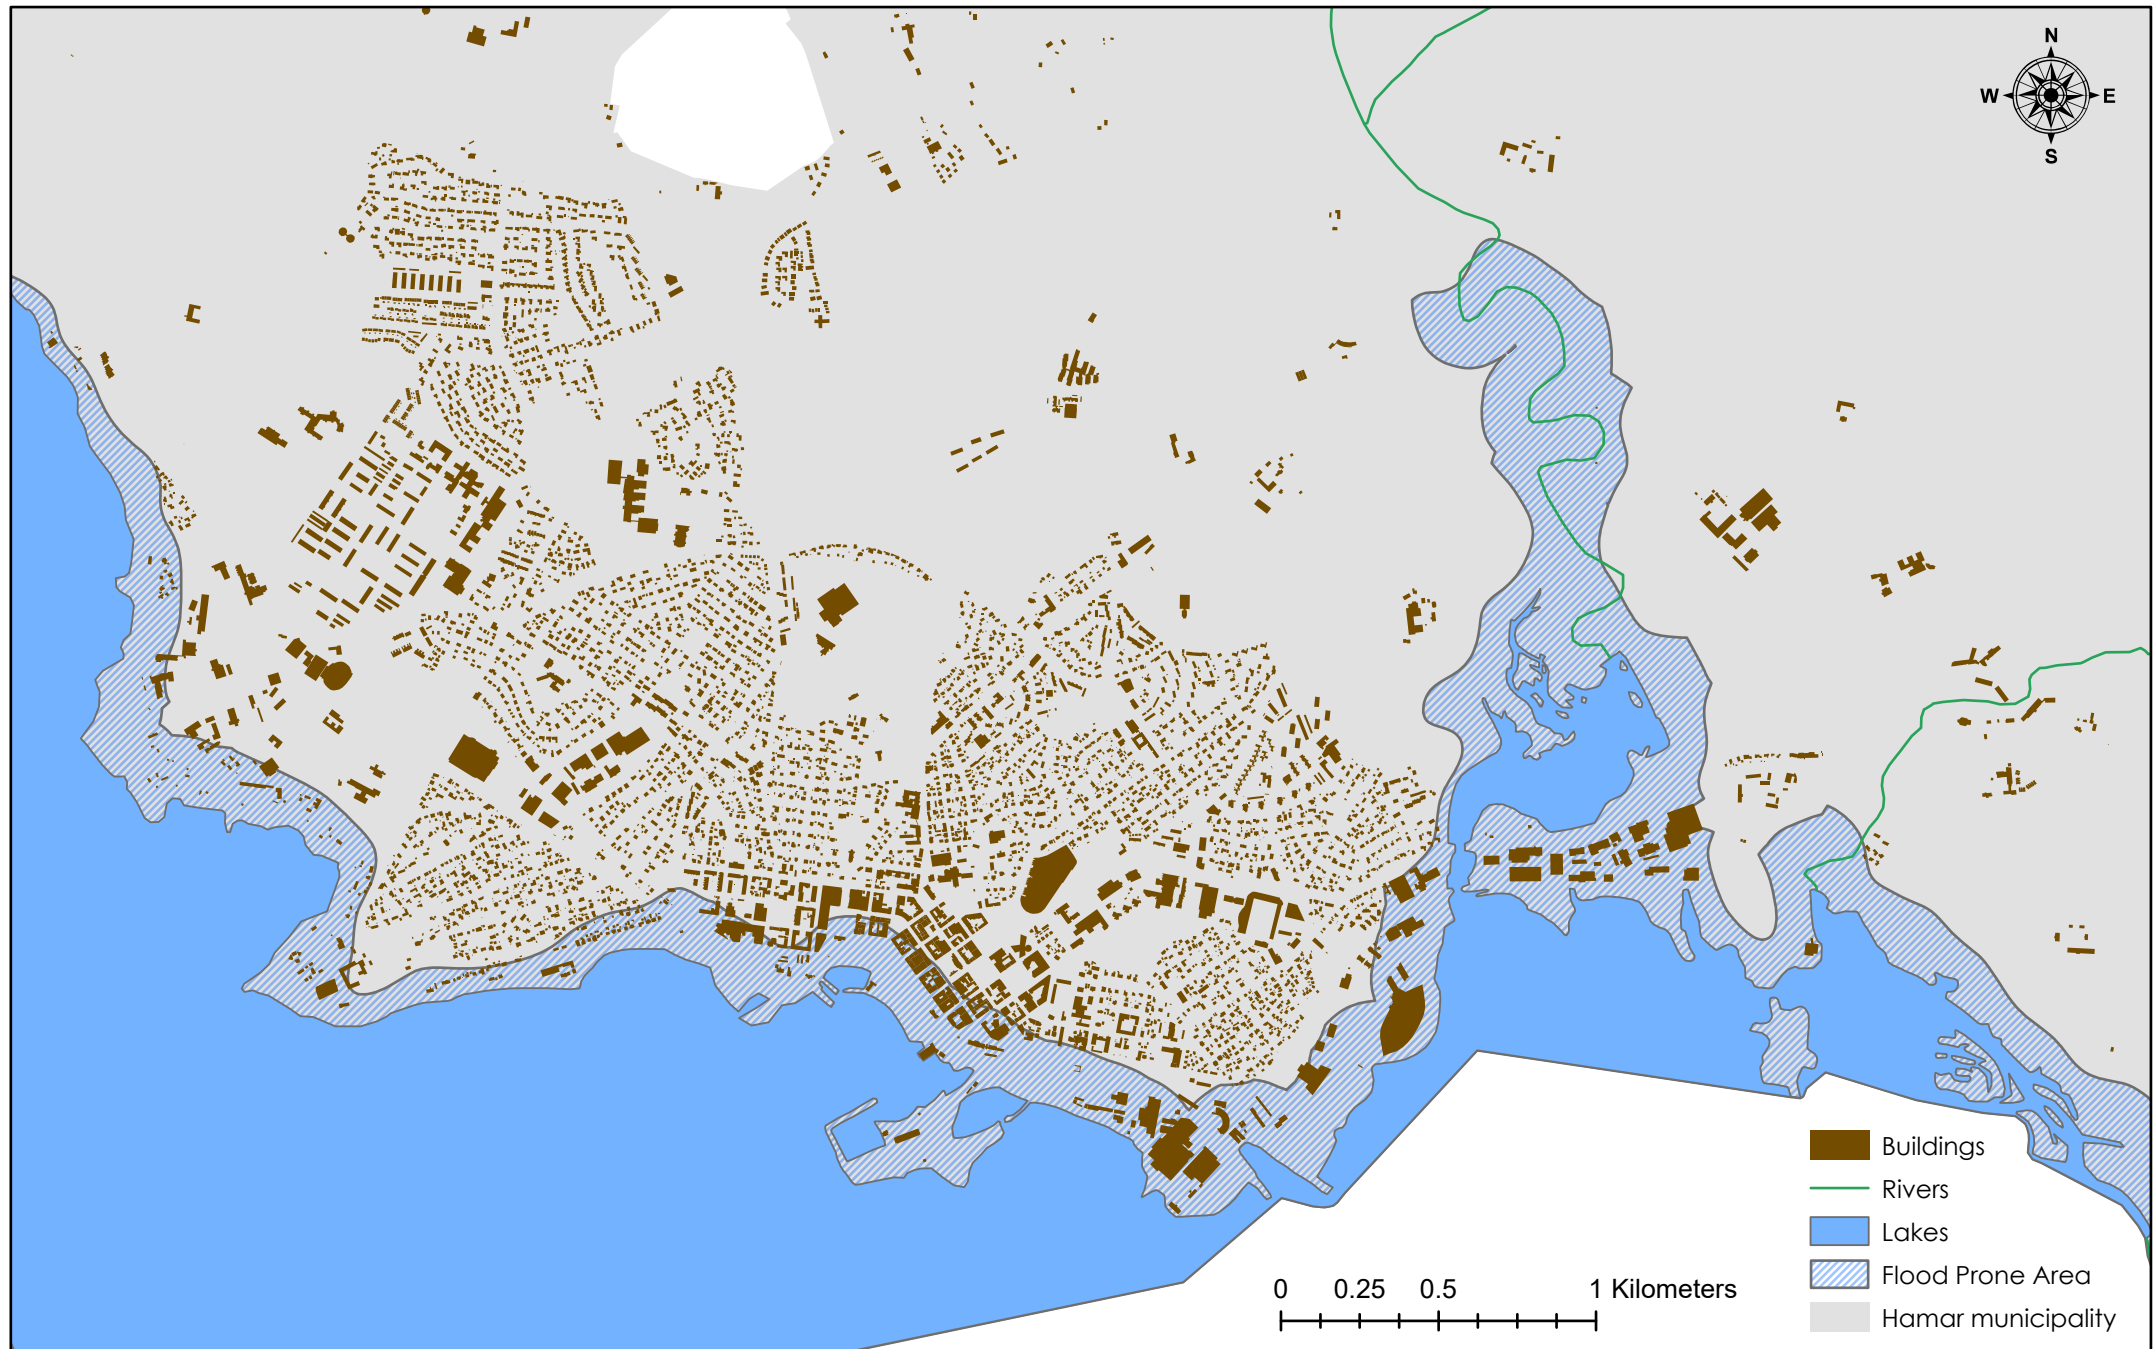 N
W E
S
Buildings
Rivers
Lakes
Flood Prone Area
Hamar municipality
0 0.25 0.5 1 Kilometers